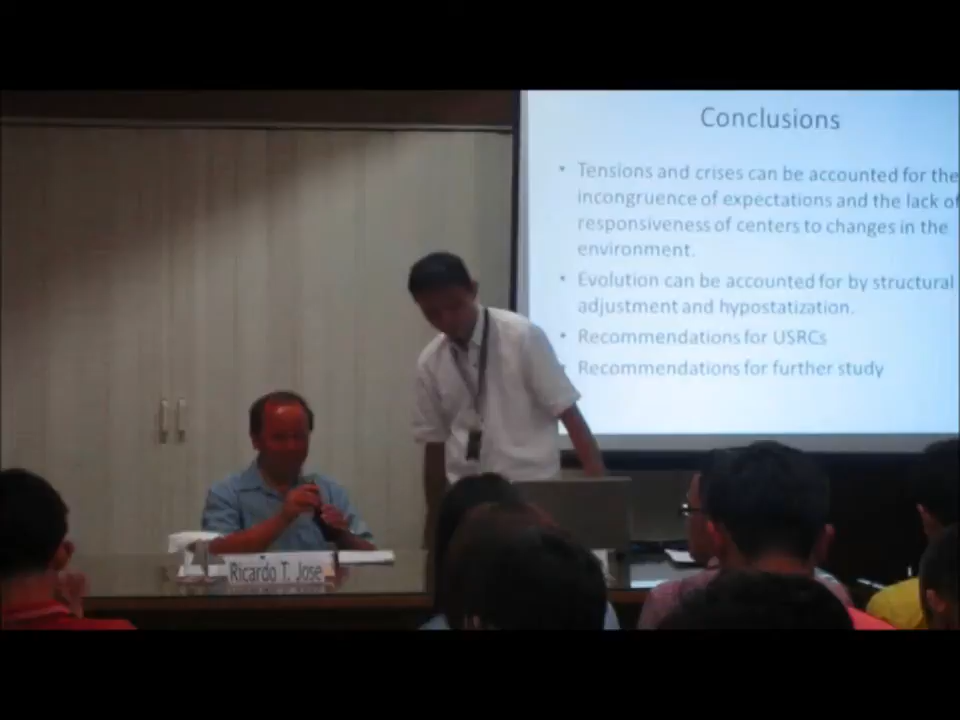 Conclusions
• Tensions and crises can be accounted for the
incongruence of expectations and the lack of
responsiveness of centers to changes in the
environment.
• Evolution can be accounted for by structural
adjustment and hypostatization.
• Recommendations for USRCs
• Recommendations for further study
Ricardo T. Jose